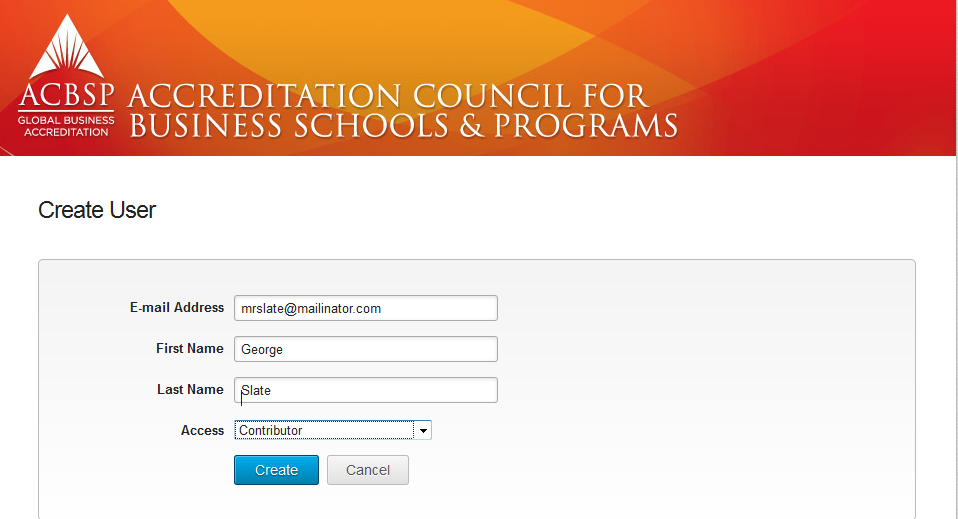 ACBSP
GLOBAL BUSINESS
ACCREDITATION
ACCREDITATION COUNCIL FOR
BUSINESS SCHOOLS & PROGRAMS
Create User
E-mail Address mrslate@mailinator.com
First Name George
Last Name Slate
Access Contributor
Create Cancel